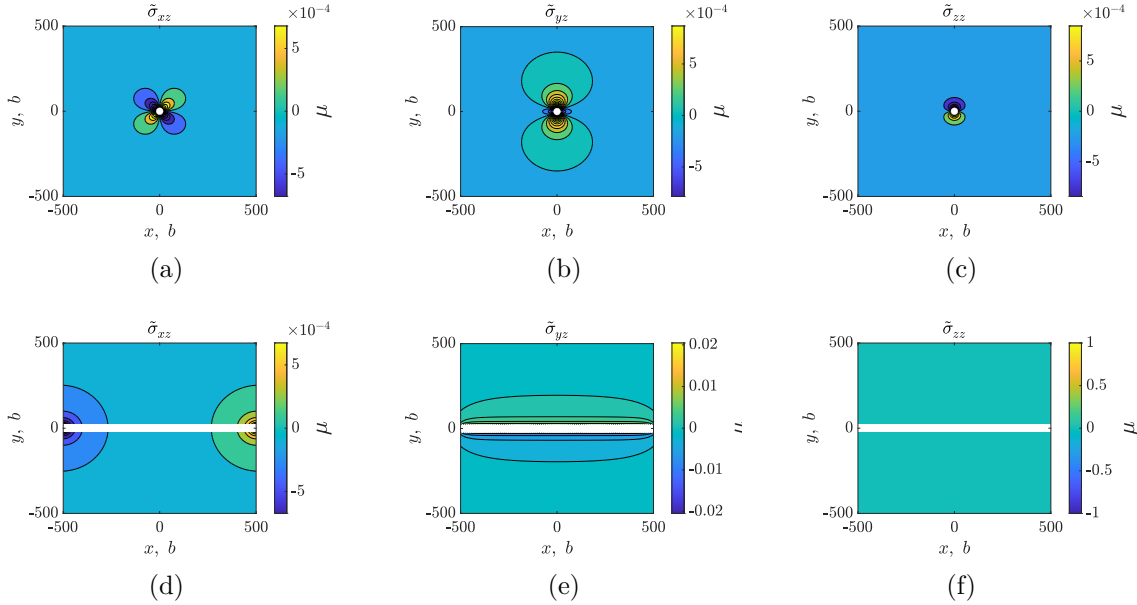 σ̃xz
×10⁻⁴
500
0
-500
y, b
-500 0 500
x, b
5
0
-5
μ
(a)
σ̃yz
×10⁻⁴
500
0
-500
y, b
-500 0 500
x, b
5
0
-5
μ
(b)
σ̃zz
×10⁻⁴
500
0
-500
y, b
-500 0 500
x, b
5
0
-5
μ
(c)
σ̃xz
×10⁻⁴
500
0
-500
y, b
-500 0 500
x, b
5
0
-5
μ
(d)
σ̃yz
500
0
-500
y, b
-500 0 500
x, b
0.02
0.01
0
-0.01
-0.02
(e)
σ̃zz
500
0
-500
y, b
-500 0 500
x, b
1
0.5
0
-0.5
-1
μ
(f)